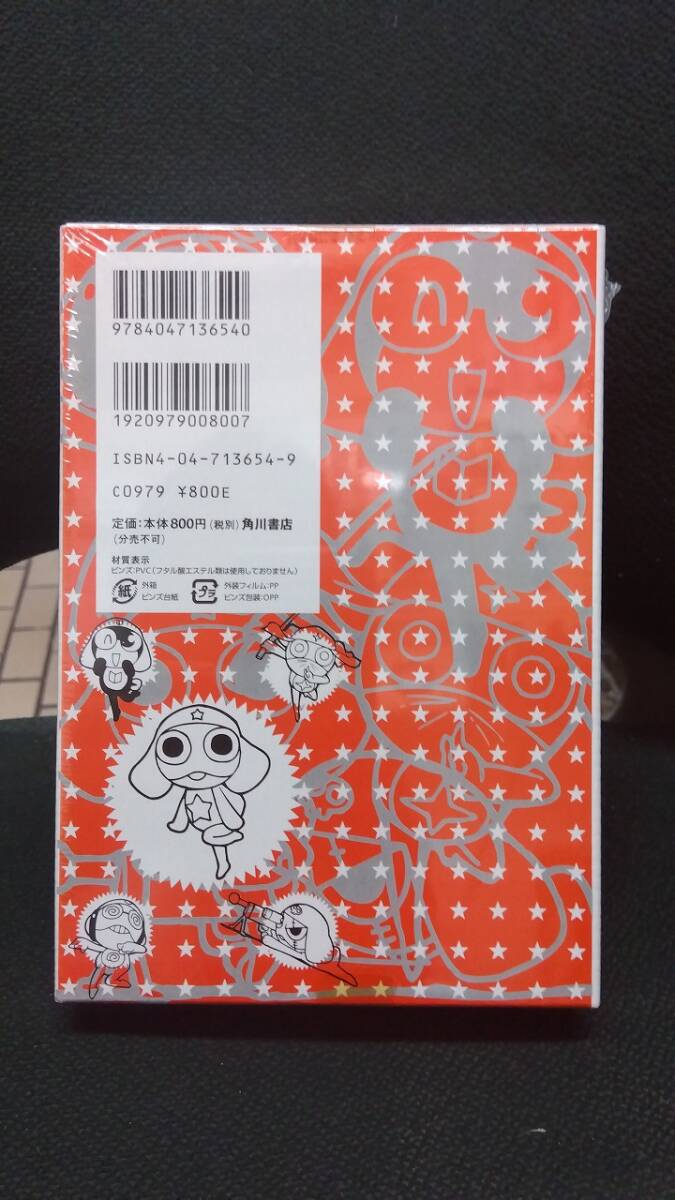 9784047136540
1920979008007
ISBN4-04-713654-9
C0979 ¥800E
定価:本体800円(税別)角川書店
(分売不可)
材質表示
ピンズ:PVC(フタル酸エステル類は使用しておりません)
紙 外箱 ピンズ台紙
プラ 外装フィルム:PP ピンズ包装:OPP